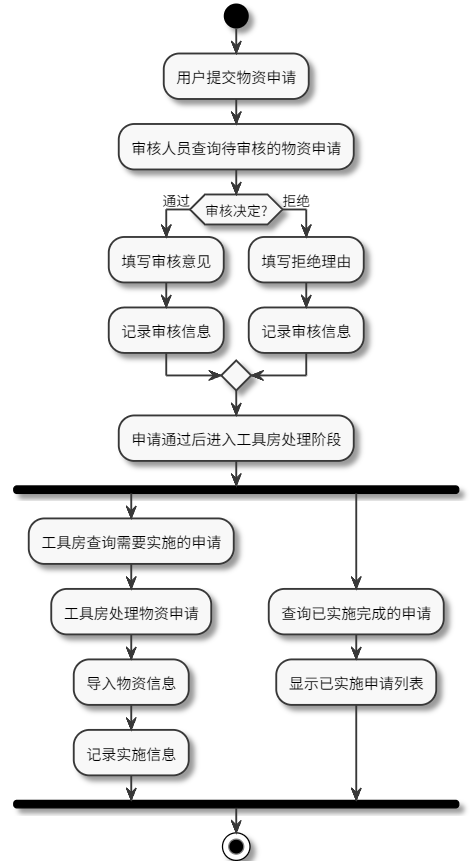 用户提交物资申请
审核人员查询待审核的物资申请
通过
审核决定?
拒绝
填写审核意见
填写拒绝理由
记录审核信息
记录审核信息
申请通过后进入工具房处理阶段
工具房查询需要实施的申请
工具房处理物资申请
查询已实施完成的申请
导入物资信息
显示已实施申请列表
记录实施信息